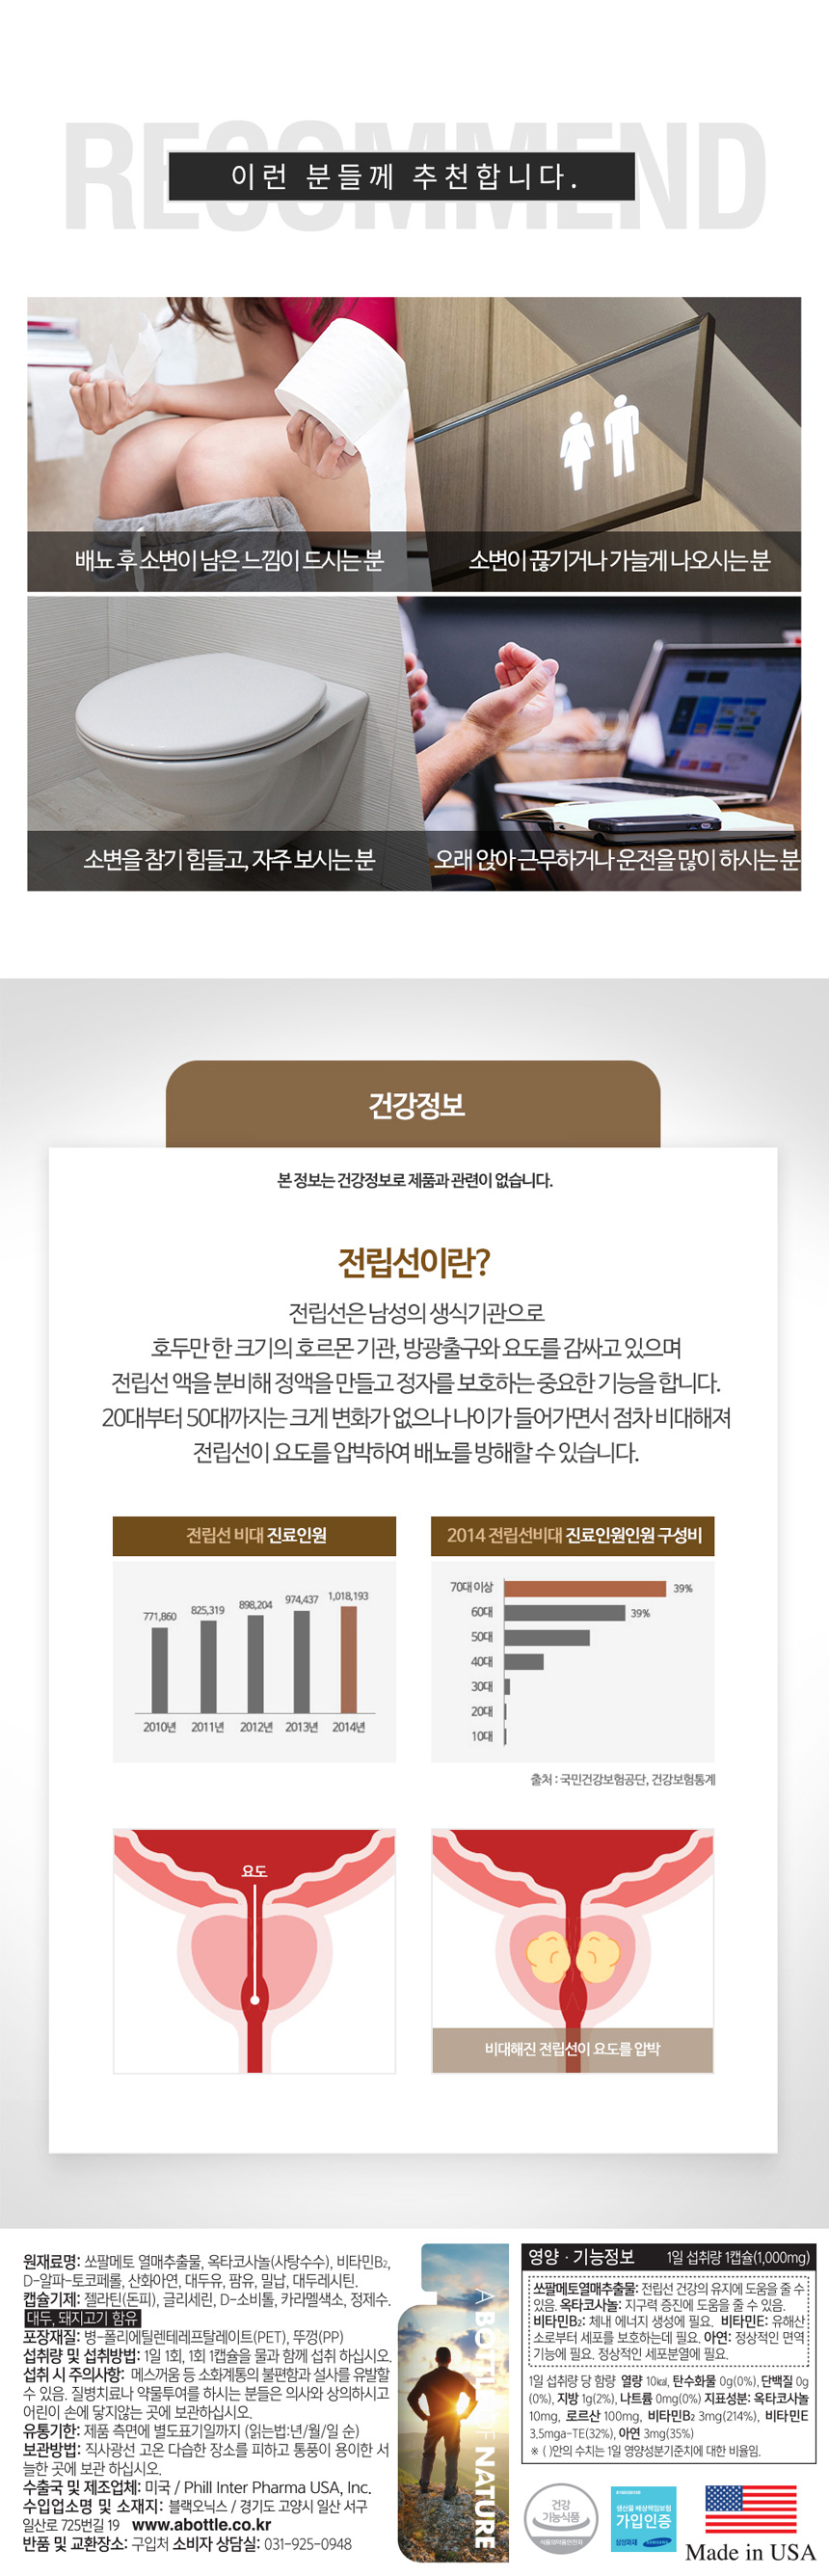 RECOMMEND
이런 분들께 추천합니다.
배뇨 후 소변이 남은 느낌이 드시는 분
소변이 끊기거나 가늘게 나오시는 분
소변을 참기 힘들고, 자주 보시는 분
오래 앉아 근무하거나 운전을 많이 하시는 분
건강정보
본 정보는 건강정보로 제품과 관련이 없습니다.
전립선이란?
전립선은 남성의 생식기관으로
호두만 한 크기의 호르몬 기관, 방광출구와 요도를 감싸고 있으며
전립선 액을 분비해 정액을 만들고 정자를 보호하는 중요한 기능을 합니다.
20대부터 50대까지는 크게 변화가 없으나 나이가 들어가면서 점차 비대해져
전립선이 요도를 압박하여 배뇨를 방해할 수 있습니다.
전립선 비대 진료인원
771,860 825,319 898,204 974,437 1,018,193
2010년 2011년 2012년 2013년 2014년
2014 전립선비대 진료인원인원 구성비
70대 이상 39%
60대 39%
50대
40대
30대
20대
10대
출처 : 국민건강보험공단, 건강보험통계
요도
비대해진 전립선이 요도를 압박
원재료명: 쏘팔메토 열매추출물, 옥타코사놀(사탕수수), 비타민B₂,
D-알파-토코페롤, 산화아연, 대두유, 팜유, 밀납, 대두레시틴.
캡슐기제: 젤라틴(돈피), 글리세린, D-소비톨, 카라멜색소, 정제수.
대두, 돼지고기 함유
포장재질: 병-폴리에틸렌테레프탈레이트(PET), 뚜껑(PP)
섭취량 및 섭취방법: 1일 1회, 1회 1캡슐을 물과 함께 섭취 하십시오.
섭취 시 주의사항: 메스꺼움 등 소화계통의 불편함과 설사를 유발할
수 있음. 질병치료나 약물투여를 하시는 분들은 의사와 상의하시고
어린이 손에 닿지않는 곳에 보관하십시오.
유통기한: 제품 측면에 별도표기일까지 (읽는법:년/월/일 순)
보관방법: 직사광선 고온 다습한 장소를 피하고 통풍이 용이한 서
늘한 곳에 보관 하십시오.
수출국 및 제조업체: 미국 / Phill Inter Pharma USA, Inc.
수입업소명 및 소재지: 블랙오닉스 / 경기도 고양시 일산 서구
일산로 725번길 19 www.abottle.co.kr
반품 및 교환장소: 구입처 소비자 상담실: 031-925-0948
A BOTTLE OF NATURE
영양 · 기능정보 1일 섭취량 1캡슐(1,000mg)
쏘팔메토열매추출물: 전립선 건강의 유지에 도움을 줄 수
있음. 옥타코사놀: 지구력 증진에 도움을 줄 수 있음.
비타민B₂: 체내 에너지 생성에 필요. 비타민E: 유해산
소로부터 세포를 보호하는데 필요. 아연: 정상적인 면역
기능에 필요. 정상적인 세포분열에 필요.
1일 섭취량 당 함량 열량 10㎉, 탄수화물 0g(0%), 단백질 0g
(0%), 지방 1g(2%), 나트륨 0mg(0%) 지표성분: 옥타코사놀
10mg, 로르산 100mg, 비타민B₂ 3mg(214%), 비타민E
3.5mga-TE(32%), 아연 3mg(35%)
※ ( )안의 수치는 1일 영양성분기준치에 대한 비율임.
건강
기능식품
식품의약품안전처
생산물 배상책임보험
가입인증
삼성화재 SAMSUNG
Made in USA